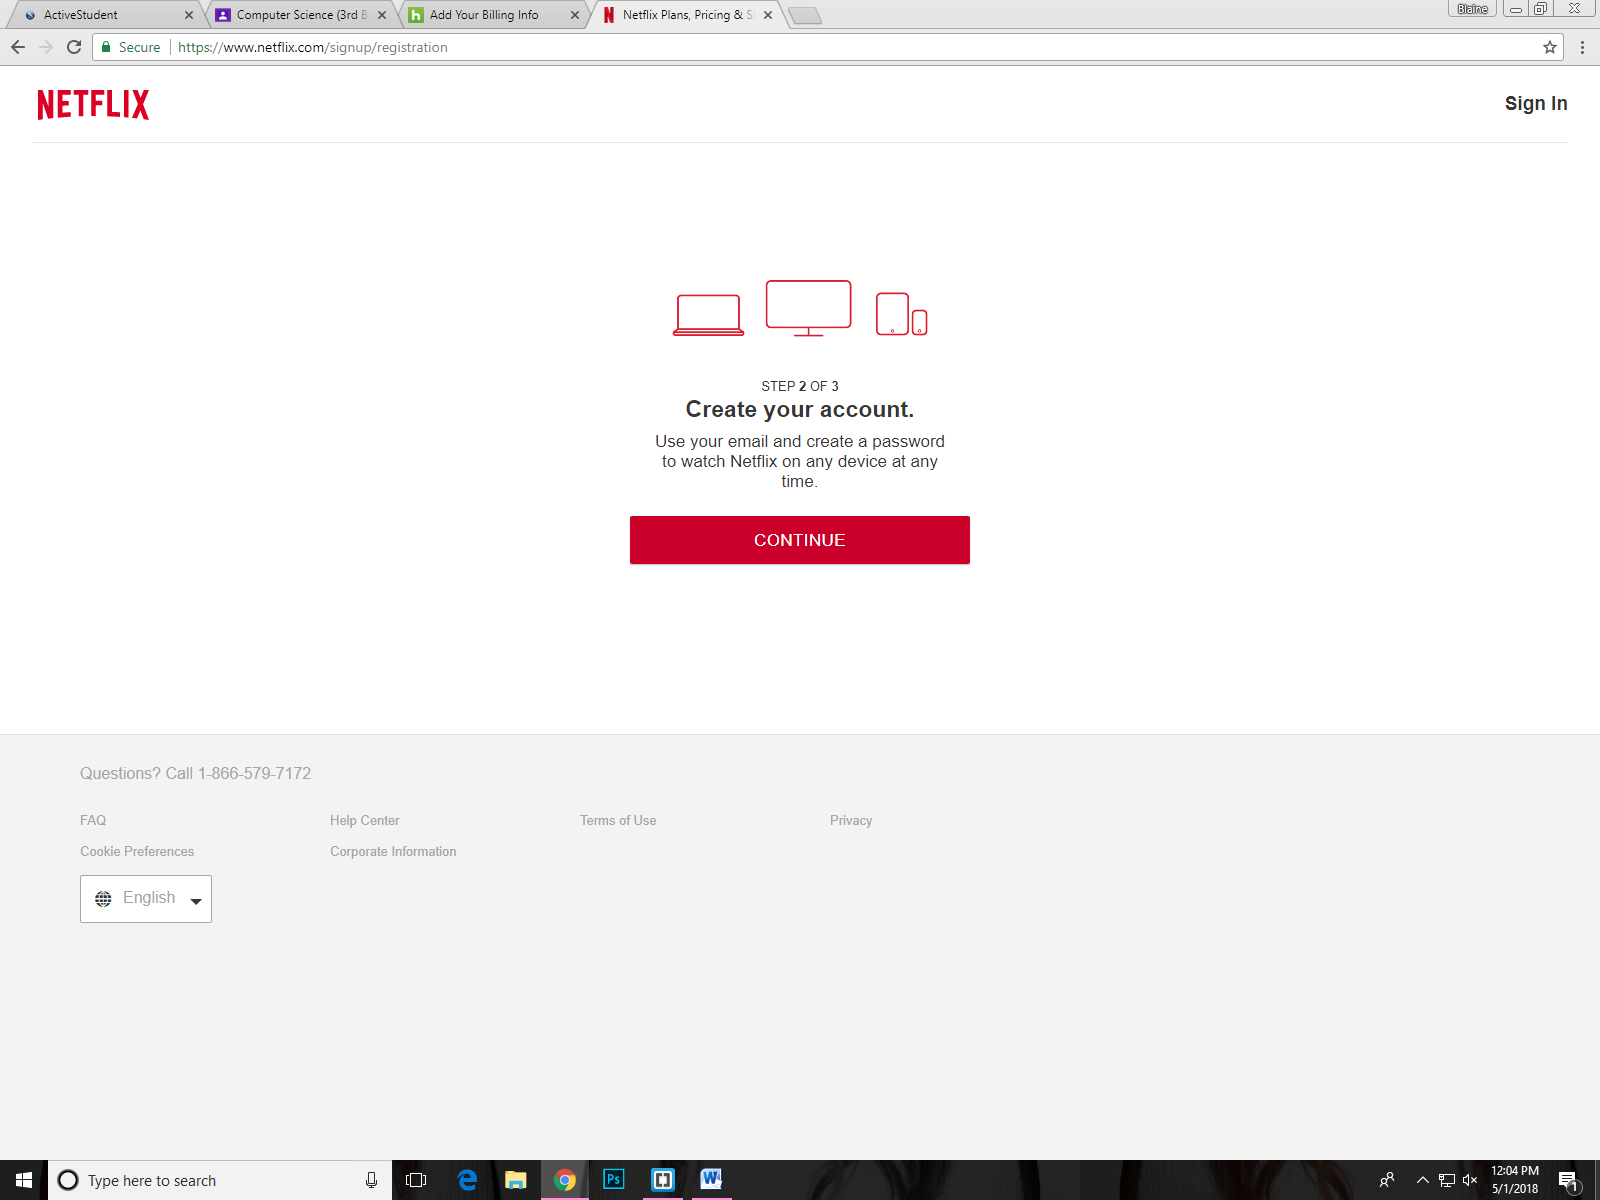 ActiveStudent
Computer Science (3rd B
Add Your Billing Info
Netflix Plans, Pricing & S
Blaine
Secure
https://www.netflix.com/signup/registration
NETFLIX
Sign In
STEP 2 OF 3
Create your account.
Use your email and create a password
to watch Netflix on any device at any
time.
CONTINUE
Questions? Call 1-866-579-7172
FAQ
Help Center
Terms of Use
Privacy
Cookie Preferences
Corporate Information
English
Type here to search
Ps
W
12:04 PM
5/1/2018
1